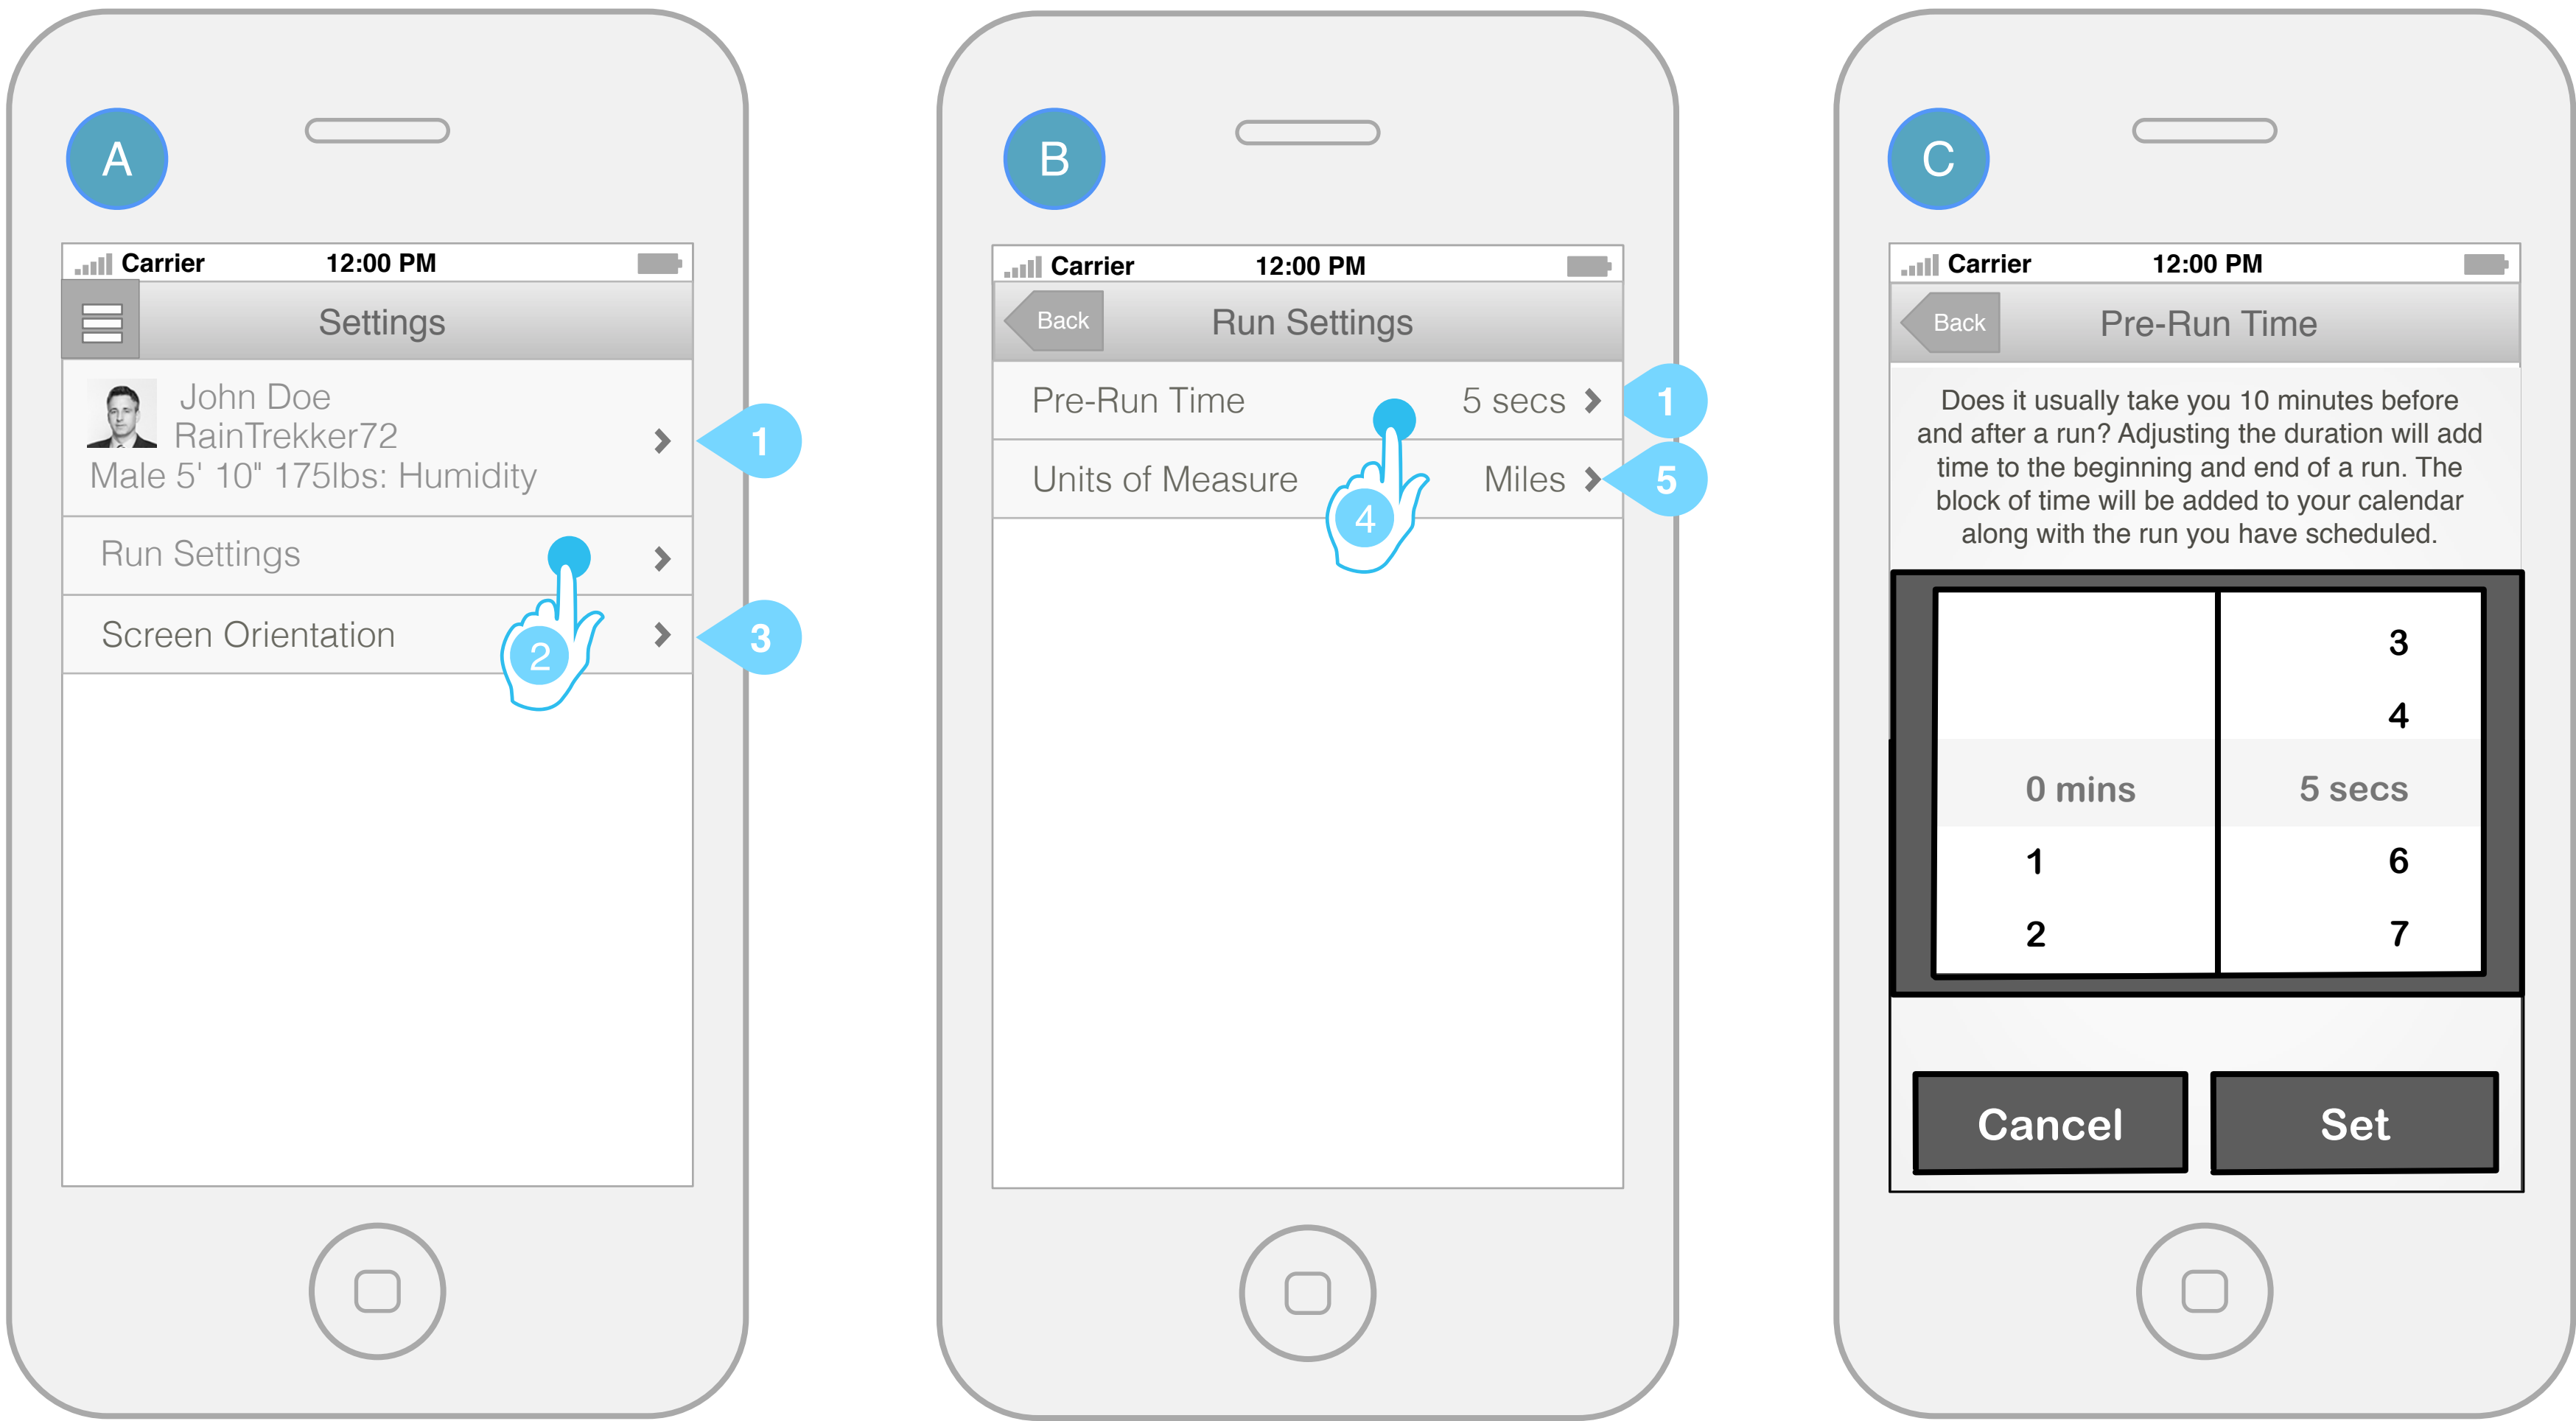 A
Carrier 12:00 PM
Settings
John Doe
RainTrekker72
Male 5' 10" 175lbs: Humidity
1
Run Settings
2
Screen Orientation
3
B
Carrier 12:00 PM
Back Run Settings
Pre-Run Time 5 secs
1
Units of Measure Miles
5
4
C
Carrier 12:00 PM
Back Pre-Run Time
Does it usually take you 10 minutes before
and after a run? Adjusting the duration will add
time to the beginning and end of a run. The
block of time will be added to your calendar
along with the run you have scheduled.
3
4
0 mins 5 secs
1 6
2 7
Cancel Set